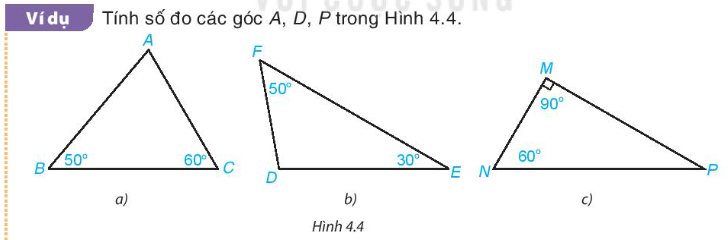 Ví dụ Tính số đo các góc A, D, P trong Hình 4.4.
A
B 50° 60° C
a)
F
50°
30°
D E
b)
M
90°
60°
N P
c)
Hình 4.4